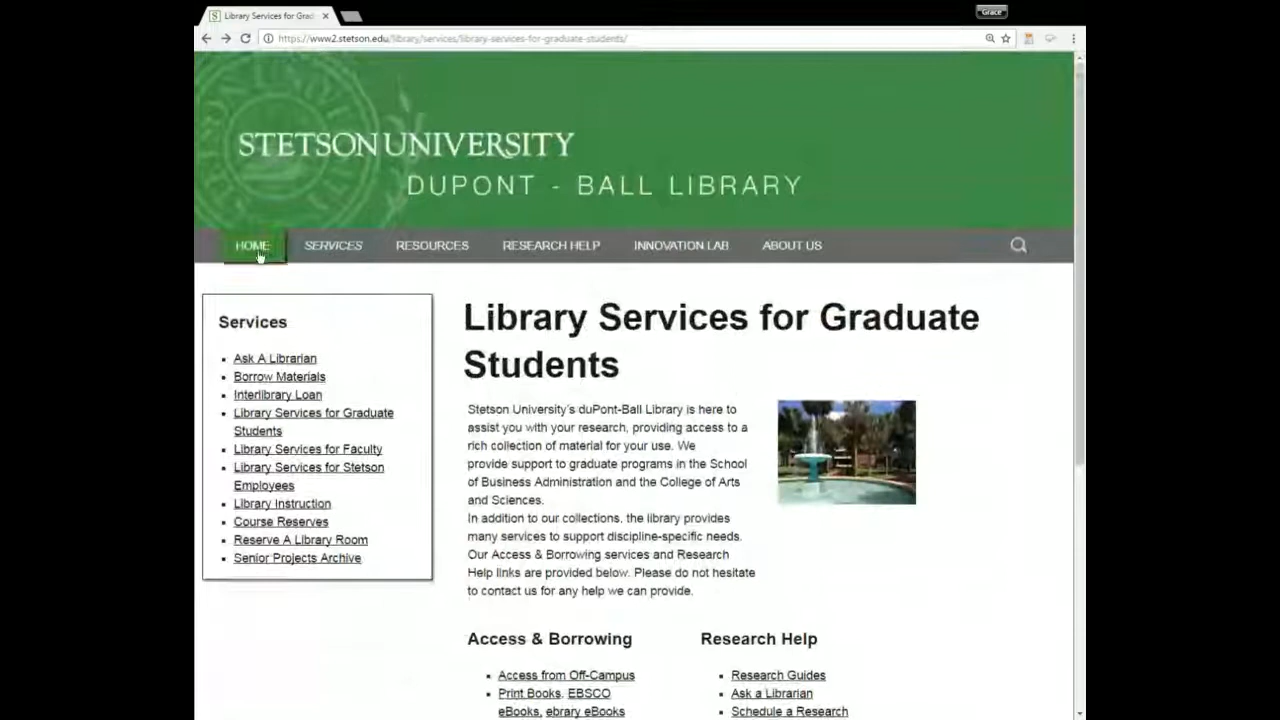 Library Services for Grad
Grace
https://www2.stetson.edu/library/services/library-services-for-graduate-students/
STETSON UNIVERSITY
DUPONT - BALL LIBRARY
HOME SERVICES RESOURCES RESEARCH HELP INNOVATION LAB ABOUT US
Services
Ask A Librarian
Borrow Materials
Interlibrary Loan
Library Services for Graduate
Students
Library Services for Faculty
Library Services for Stetson
Employees
Library Instruction
Course Reserves
Reserve A Library Room
Senior Projects Archive
Library Services for Graduate
Students
Stetson University's duPont-Ball Library is here to
assist you with your research, providing access to a
rich collection of material for your use. We
provide support to graduate programs in the School
of Business Administration and the College of Arts
and Sciences.
In addition to our collections, the library provides
many services to support discipline-specific needs.
Our Access & Borrowing services and Research
Help links are provided below. Please do not hesitate
to contact us for any help we can provide.
Access & Borrowing
Access from Off-Campus
Print Books, EBSCO
eBooks, ebrary eBooks
Research Help
Research Guides
Ask a Librarian
Schedule a Research